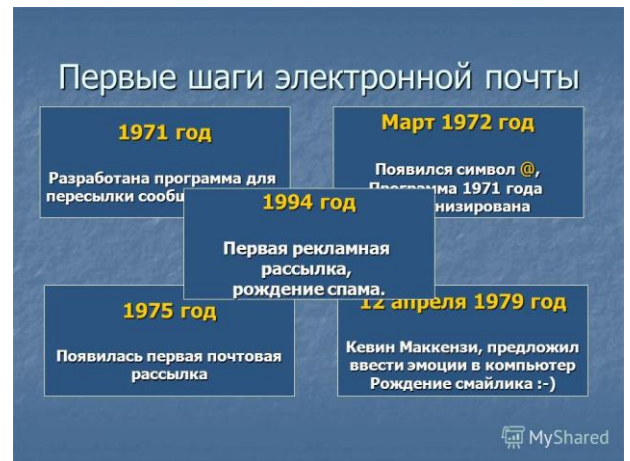 Первые шаги электронной почты
1971 год
Разработана программа для
пересылки
Март 1972 год
Появился символ @,
Программа 1971 года
1994 год
Первая рекламная
рассылка,
рождение спама.
1975 год
Появилась первая почтовая
рассылка
12 апреля 1979 год
Кевин Маккензи, предложил
ввести эмоции в компьютер
Рождение смайлика :-)
MyShared